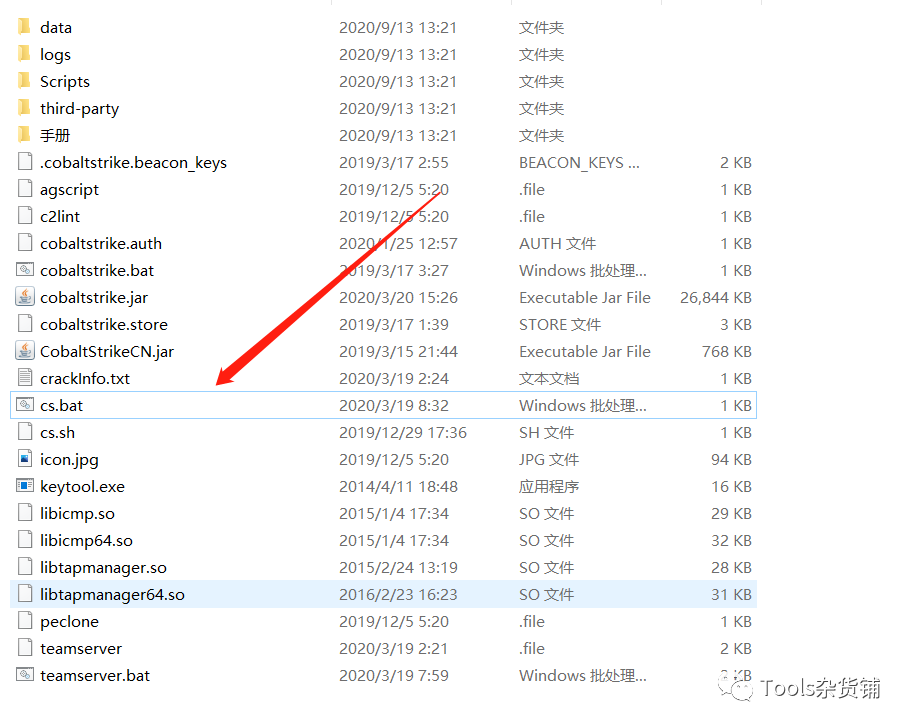 data 2020/9/13 13:21 文件夹
logs 2020/9/13 13:21 文件夹
Scripts 2020/9/13 13:21 文件夹
third-party 2020/9/13 13:21 文件夹
手册 2020/9/13 13:21 文件夹
.cobaltstrike.beacon_keys 2019/3/17 2:55 BEACON_KEYS ... 2 KB
agscript 2019/12/5 5:20 .file 1 KB
c2lint 2019/12/5 5:20 .file 1 KB
cobaltstrike.auth 2020/1/25 12:57 AUTH 文件 1 KB
cobaltstrike.bat 2019/3/17 3:27 Windows 批处理... 1 KB
cobaltstrike.jar 2020/3/20 15:26 Executable Jar File 26,844 KB
cobaltstrike.store 2019/3/17 1:39 STORE 文件 3 KB
CobaltStrikeCN.jar 2019/3/15 21:44 Executable Jar File 768 KB
crackInfo.txt 2020/3/19 2:24 文本文档 1 KB
cs.bat 2020/3/19 8:32 Windows 批处理... 1 KB
cs.sh 2019/12/29 17:36 SH 文件 1 KB
icon.jpg 2019/12/5 5:20 JPG 文件 94 KB
keytool.exe 2014/4/11 18:48 应用程序 16 KB
libicmp.so 2015/1/4 17:34 SO 文件 29 KB
libicmp64.so 2015/1/4 17:34 SO 文件 32 KB
libtapmanager.so 2015/2/24 13:19 SO 文件 28 KB
libtapmanager64.so 2016/2/23 16:23 SO 文件 31 KB
peclone 2019/12/5 5:20 .file 1 KB
teamserver 2020/3/19 2:21 .file 2 KB
teamserver.bat 2020/3/19 7:59 Windows 批处理... KB
Tools杂货铺